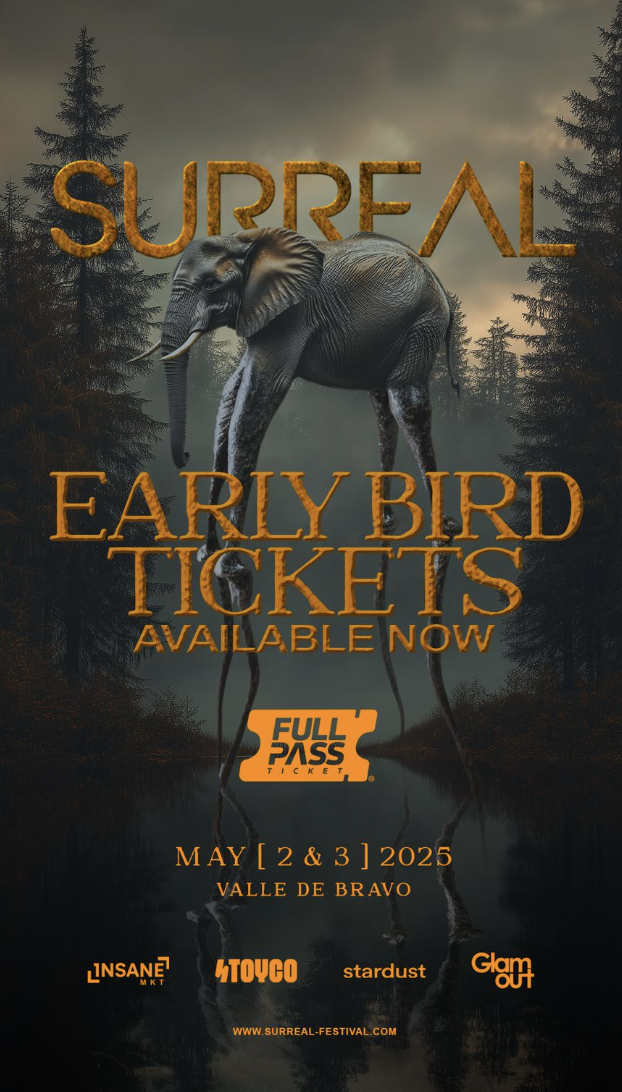 SURREAL
EARLY BIRD
TICKETS
AVAILABLE NOW
FULL
PASS
TICKET
®
MAY [ 2 & 3 ] 2025
VALLE DE BRAVO
INSANE
MKT
4TOYCO
stardust
Glam
out
WWW.SURREAL-FESTIVAL.COM